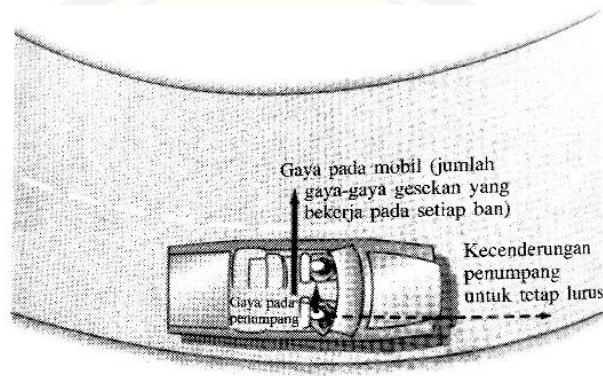 Gaya pada mobil (jumlah
gaya-gaya gesekan yang
bekerja pada setiap ban)
Kecenderungan
penumpang
untuk tetap lurus
Gaya pada
penumpang